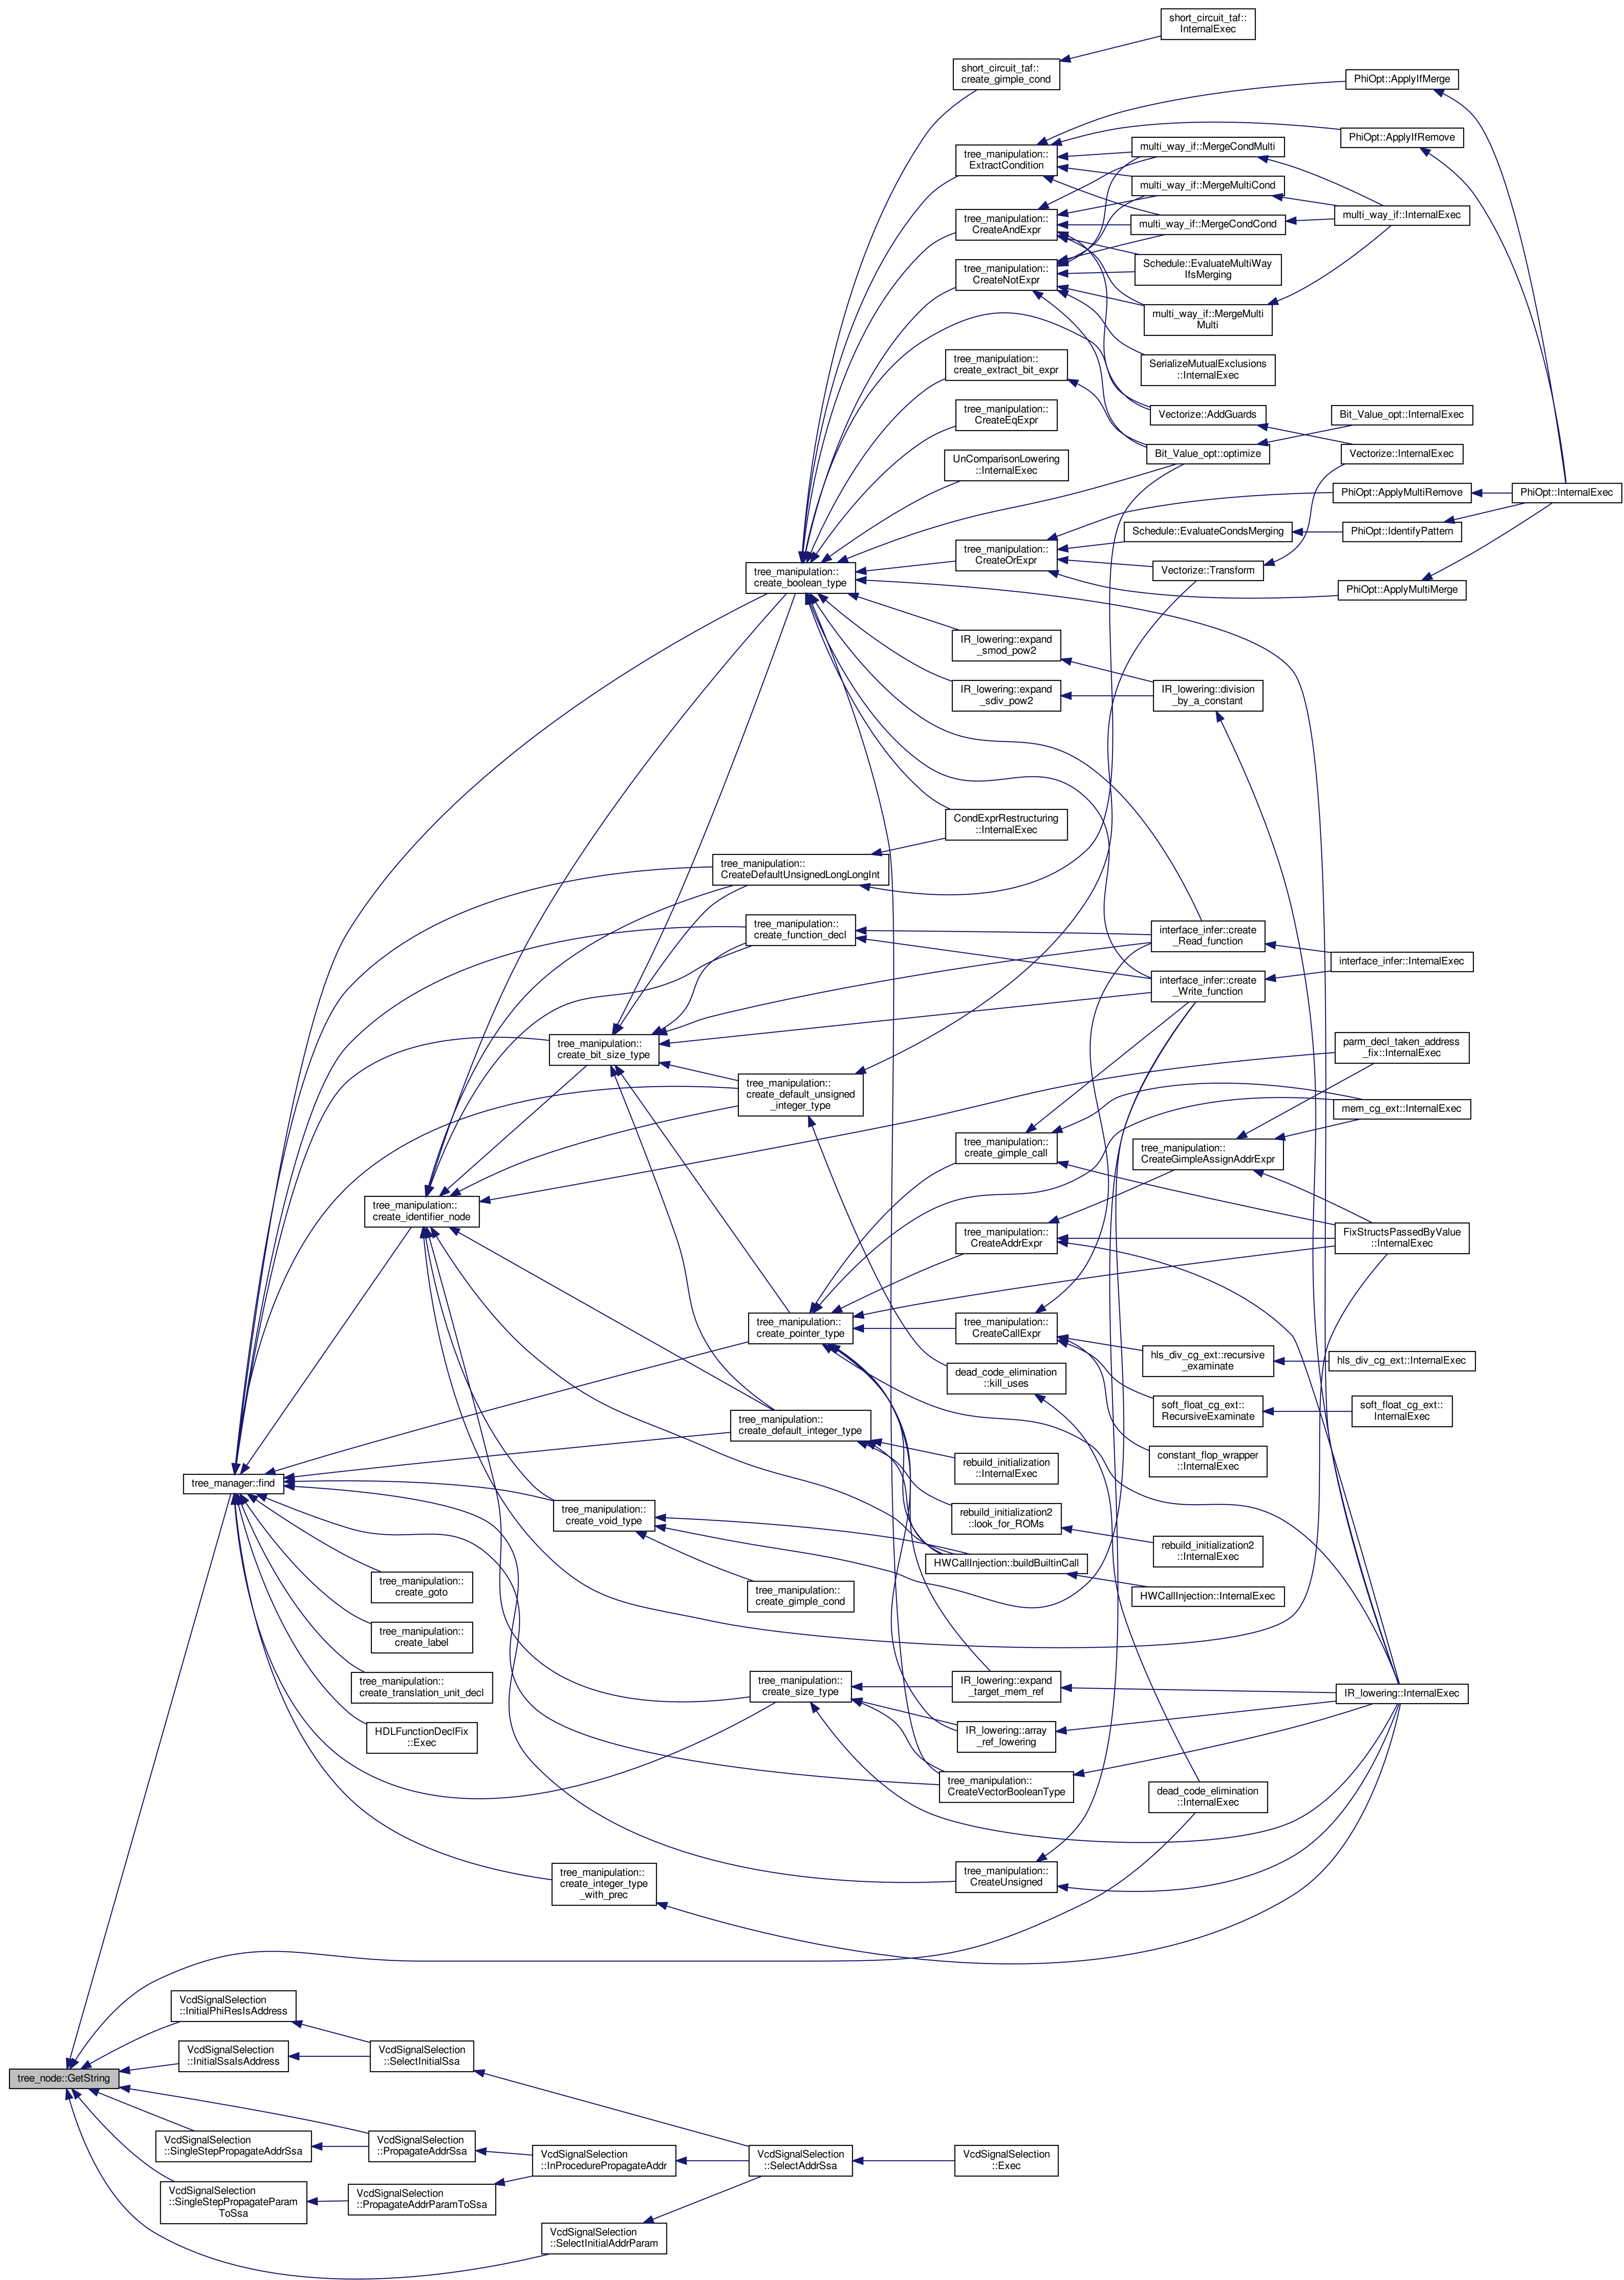 short_circuit_taf::
InternalExec
short_circuit_taf::
create_gimple_cond
PhiOpt::ApplyIfMerge
PhiOpt::ApplyIfRemove
tree_manipulation::
ExtractCondition
multi_way_if::MergeCondMulti
multi_way_if::MergeMultiCond
multi_way_if::InternalExec
tree_manipulation::
CreateAndExpr
multi_way_if::MergeCondCond
tree_manipulation::
CreateNotExpr
Schedule::EvaluateMultiWay
IfsMerging
multi_way_if::MergeMulti
Multi
tree_manipulation::
create_extract_bit_expr
SerializeMutualExclusions
::InternalExec
tree_manipulation::
CreateEqExpr
Vectorize::AddGuards
Bit_Value_opt::InternalExec
UnComparisonLowering
::InternalExec
Bit_Value_opt::optimize
Vectorize::InternalExec
PhiOpt::ApplyMultiRemove
PhiOpt::InternalExec
tree_manipulation::
CreateOrExpr
Schedule::EvaluateCondsMerging
PhiOpt::IdentifyPattern
tree_manipulation::
create_boolean_type
Vectorize::Transform
PhiOpt::ApplyMultiMerge
IR_lowering::expand
_smod_pow2
IR_lowering::expand
_sdiv_pow2
IR_lowering::division
_by_a_constant
CondExprRestructuring
::InternalExec
tree_manipulation::
CreateDefaultUnsignedLongLongInt
tree_manipulation::
create_function_decl
interface_infer::create
_Read_function
interface_infer::InternalExec
interface_infer::create
_Write_function
tree_manipulation::
create_bit_size_type
parm_decl_taken_address
_fix::InternalExec
tree_manipulation::
create_default_unsigned
_integer_type
mem_cg_ext::InternalExec
tree_manipulation::
create_gimple_call
tree_manipulation::
CreateGimpleAssignAddrExpr
tree_manipulation::
create_identifier_node
tree_manipulation::
CreateAddrExpr
FixStructsPassedByValue
::InternalExec
tree_manipulation::
create_pointer_type
tree_manipulation::
CreateCallExpr
hls_div_cg_ext::recursive
_examinate
hls_div_cg_ext::InternalExec
dead_code_elimination
::kill_uses
soft_float_cg_ext::
RecursiveExaminate
soft_float_cg_ext::
InternalExec
tree_manipulation::
create_default_integer_type
constant_flop_wrapper
::InternalExec
rebuild_initialization
::InternalExec
tree_manager::find
tree_manipulation::
create_void_type
rebuild_initialization2
::look_for_ROMs
rebuild_initialization2
::InternalExec
HWCallInjection::buildBuiltinCall
HWCallInjection::InternalExec
tree_manipulation::
create_goto
tree_manipulation::
create_gimple_cond
tree_manipulation::
create_label
tree_manipulation::
create_translation_unit_decl
tree_manipulation::
create_size_type
IR_lowering::expand
_target_mem_ref
IR_lowering::InternalExec
HDLFunctionDeclFix
::Exec
IR_lowering::array
_ref_lowering
tree_manipulation::
CreateVectorBooleanType
dead_code_elimination
::InternalExec
tree_manipulation::
create_integer_type
_with_prec
tree_manipulation::
CreateUnsigned
VcdSignalSelection
::InitialPhiResIsAddress
VcdSignalSelection
::InitialSsaIsAddress
VcdSignalSelection
::SelectInitialSsa
tree_node::GetString
VcdSignalSelection
::SingleStepPropagateAddrSsa
VcdSignalSelection
::PropagateAddrSsa
VcdSignalSelection
::InProcedurePropagateAddr
VcdSignalSelection
::SelectAddrSsa
VcdSignalSelection
::Exec
VcdSignalSelection
::SingleStepPropagateParam
ToSsa
VcdSignalSelection
::PropagateAddrParamToSsa
VcdSignalSelection
::SelectInitialAddrParam